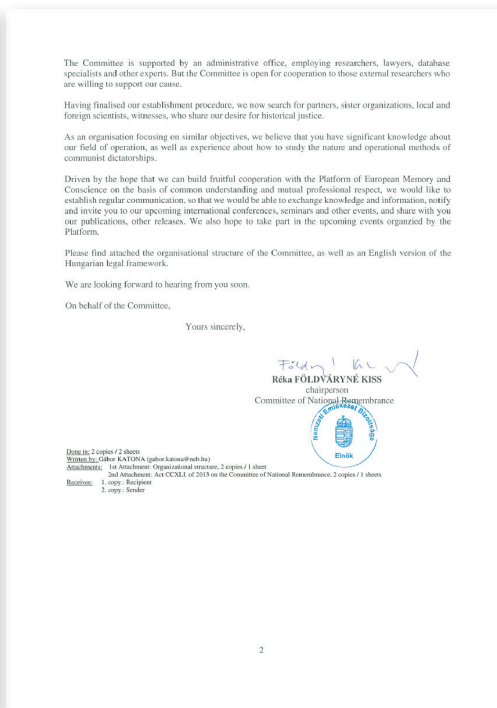 The Committee is supported by an administrative office, employing researchers, lawyers, database
specialists and other experts. But the Committee is open for cooperation to those external researchers who
are willing to support our cause.
Having finalised our establishment procedure, we now search for partners, sister organizations, local and
foreign scientists, witnesses, who share our desire for historical justice.
As an organisation focusing on similar objectives, we believe that you have significant knowledge about
our field of operation, as well as experience about how to study the nature and operational methods of
communist dictatorships.
Driven by the hope that we can build fruitful cooperation with the Platform of European Memory and
Conscience on the basis of common understanding and mutual professional respect, we would like to
establish regular communication, so that we would be able to exchange knowledge and information, notify
and invite you to our upcoming international conferences, seminars and other events, and share with you
our publications, other releases. We also hope to take part in the upcoming events organzied by the
Platform.
Please find attached the organisational structure of the Committee, as well as an English version of the
Hungarian legal framework.
We are looking forward to hearing from you soon.
On behalf of the Committee,
Yours sincerely,
Réka FÖLDVÁRYNÉ KISS
chairperson
Committee of National Remembrance
Nemzeti Emlékezet Bizottsága
Elnök
Done in: 2 copies / 2 sheets
Written by: Gábor KATONA (gabor.katona@neb.hu)
Attachments: 1st Attachment: Organizational structure, 2 copies / 1 sheet
2nd Attachment: Act CCXLI. of 2013 on the Committee of National Remembrance, 2 copies / 1 sheets
Receives: 1. copy.: Recipient
2. copy.: Sender
2